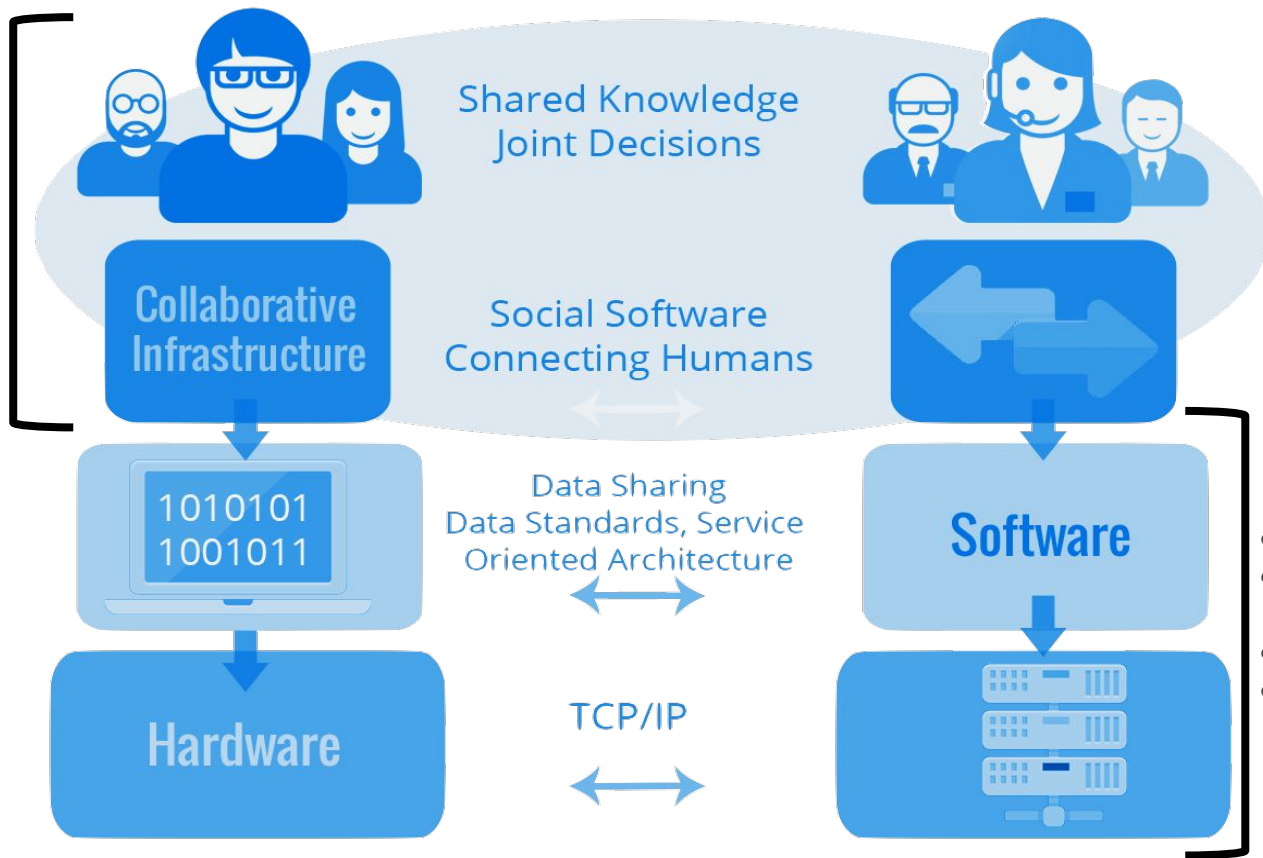 Shared Knowledge
Joint Decisions
Collaborative
Infrastructure
Social Software
Connecting Humans
1010101
1001011
Data Sharing
Data Standards, Service
Oriented Architecture
Software
Hardware
TCP/IP